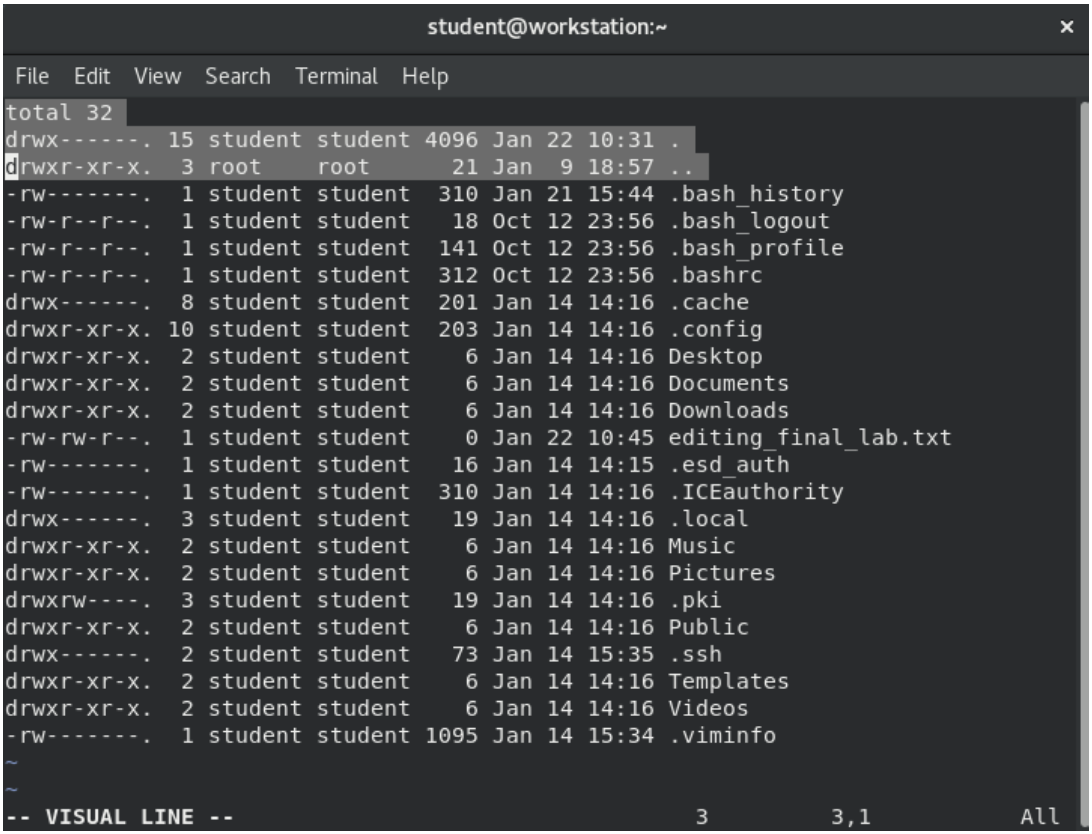 student@workstation:~ ×
File Edit View Search Terminal Help
total 32
drwx------. 15 student student 4096 Jan 22 10:31 .
drwxr-xr-x.  3 root    root      21 Jan  9 18:57 ..
-rw-------.  1 student student  310 Jan 21 15:44 .bash_history
-rw-r--r--.  1 student student   18 Oct 12 23:56 .bash_logout
-rw-r--r--.  1 student student  141 Oct 12 23:56 .bash_profile
-rw-r--r--.  1 student student  312 Oct 12 23:56 .bashrc
drwx------.  8 student student  201 Jan 14 14:16 .cache
drwxr-xr-x. 10 student student  203 Jan 14 14:16 .config
drwxr-xr-x.  2 student student    6 Jan 14 14:16 Desktop
drwxr-xr-x.  2 student student    6 Jan 14 14:16 Documents
drwxr-xr-x.  2 student student    6 Jan 14 14:16 Downloads
-rw-rw-r--.  1 student student    0 Jan 22 10:45 editing_final_lab.txt
-rw-------.  1 student student   16 Jan 14 14:15 .esd_auth
-rw-------.  1 student student  310 Jan 14 14:16 .ICEauthority
drwx------.  3 student student   19 Jan 14 14:16 .local
drwxr-xr-x.  2 student student    6 Jan 14 14:16 Music
drwxr-xr-x.  2 student student    6 Jan 14 14:16 Pictures
drwxrw----.  3 student student   19 Jan 14 14:16 .pki
drwxr-xr-x.  2 student student    6 Jan 14 14:16 Public
drwx------.  2 student student   73 Jan 14 15:35 .ssh
drwxr-xr-x.  2 student student    6 Jan 14 14:16 Templates
drwxr-xr-x.  2 student student    6 Jan 14 14:16 Videos
-rw-------.  1 student student 1095 Jan 14 15:34 .viminfo
~
~
-- VISUAL LINE -- 3 3,1 All